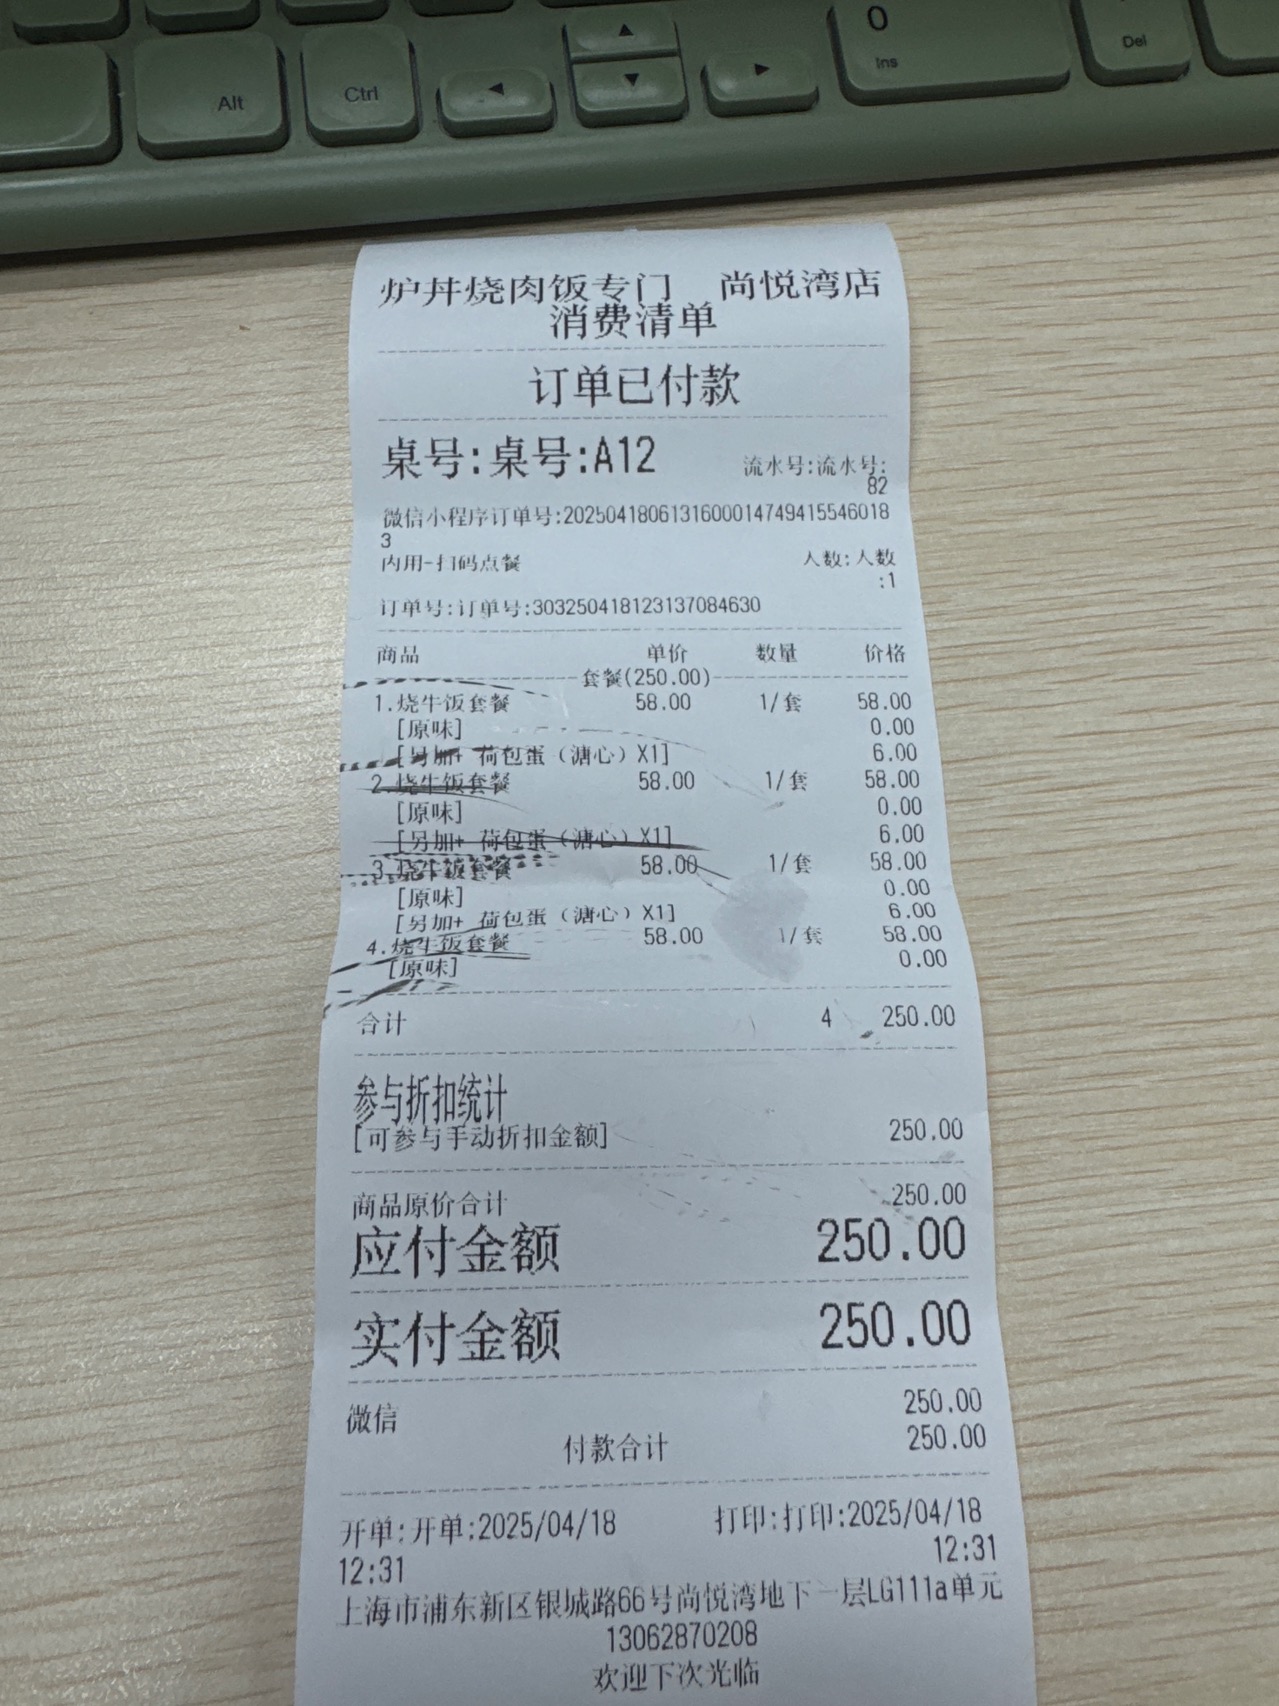 0
Ins
Del
Alt
Ctrl
炉丼烧肉饭专门 尚悦湾店
消费清单
订单已付款
桌号:桌号:A12 流水号:流水号:
82
微信小程序订单号:2025041806131600014749415546018
3
内用-扫码点餐 人数:人数
:1
订单号:订单号:303250418123137084630
商品 单价 数量 价格
套餐(250.00)
1.烧牛饭套餐 58.00 1/套 58.00
[原味] 0.00
[另加+ 荷包蛋（溏心）X1] 6.00
2.烧牛饭套餐 58.00 1/套 58.00
[原味] 0.00
[另加+ 荷包蛋（溏心）X1] 6.00
3.烧牛饭套餐 58.00 1/套 58.00
[原味] 0.00
[另加+ 荷包蛋（溏心）X1] 6.00
4.烧牛饭套餐 58.00 1/套 58.00
[原味] 0.00
合计 4 250.00
参与折扣统计
[可参与手动折扣金额] 250.00
商品原价合计 250.00
应付金额 250.00
实付金额 250.00
微信 250.00
付款合计 250.00
开单:开单:2025/04/18 打印:打印:2025/04/18
12:31 12:31
上海市浦东新区银城路66号尚悦湾地下一层LG111a单元
13062870208
欢迎下次光临